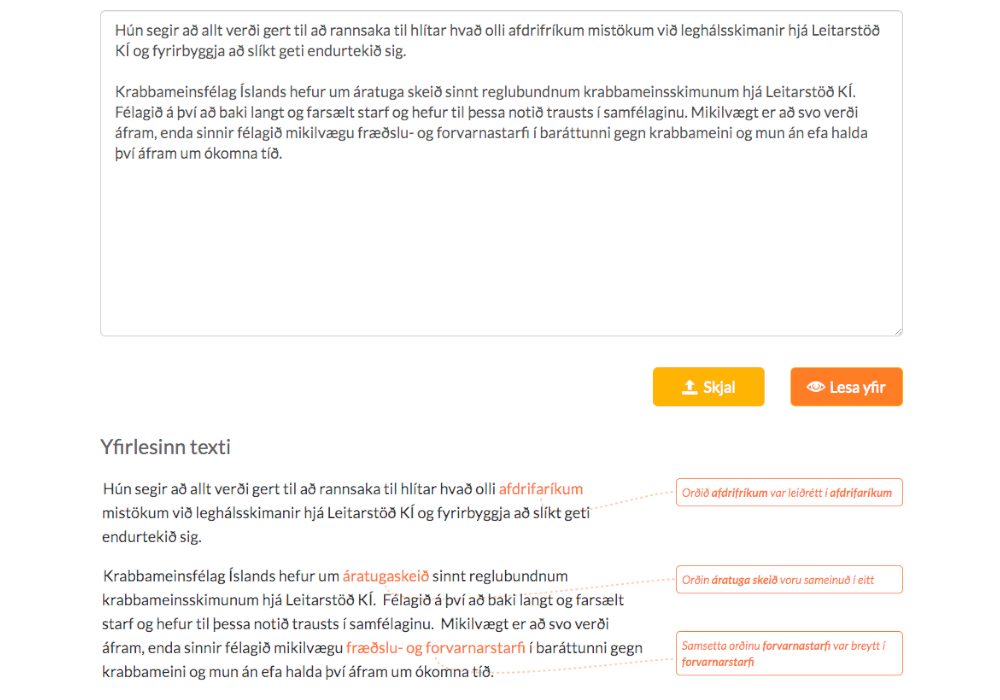 Hún segir að allt verði gert til að rannsaka til hlítar hvað olli afdrifríkum mistökum við leghálsskimanir hjá Leitarstöð
KÍ og fyrirbyggja að slíkt geti endurtekið sig.
Krabbameinsfélag Íslands hefur um áratuga skeið sinnt reglubundnum krabbameinsskimunum hjá Leitarstöð KÍ.
Félagið á því að baki langt og farsælt starf og hefur til þessa notið trausts í samfélaginu. Mikilvægt er að svo verði
áfram, enda sinnir félagið mikilvægu fræðslu- og forvarnastarfi í baráttunni gegn krabbameini og mun án efa halda
því áfram um ókomna tíð.
Skjal
Lesa yfir
Yfirlesinn texti
Hún segir að allt verði gert til að rannsaka til hlítar hvað olli afdrifaríkum
mistökum við leghálsskimanir hjá Leitarstöð KÍ og fyrirbyggja að slíkt geti
endurtekið sig.
Orðið afdrifríkum var leiðrétt í afdrifaríkum
Krabbameinsfélag Íslands hefur um áratugaskeið sinnt reglubundnum
krabbameinsskimunum hjá Leitarstöð KÍ. Félagið á því að baki langt og farsælt
starf og hefur til þessa notið trausts í samfélaginu. Mikilvægt er að svo verði
áfram, enda sinnir félagið mikilvægu fræðslu- og forvarnarstarfi í baráttunni gegn
krabbameini og mun án efa halda því áfram um ókomna tíð.
Orðin áratuga skeið voru sameinuð í eitt
Samsetta orðinu forvarnastarfi var breytt í
forvarnarstarfi